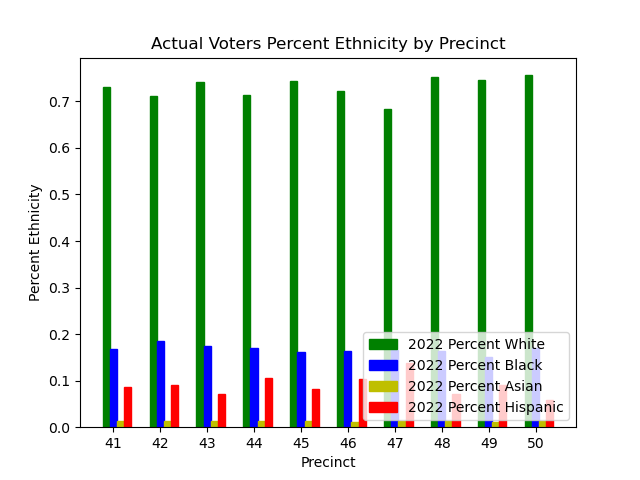 Actual Voters Percent Ethnicity by Precinct
0.7
0.6
0.5
0.4
0.3
0.2
0.1
0.0
Percent Ethnicity
2022 Percent White
2022 Percent Black
2022 Percent Asian
2022 Percent Hispanic
41 42 43 44 45 46 47 48 49 50
Precinct